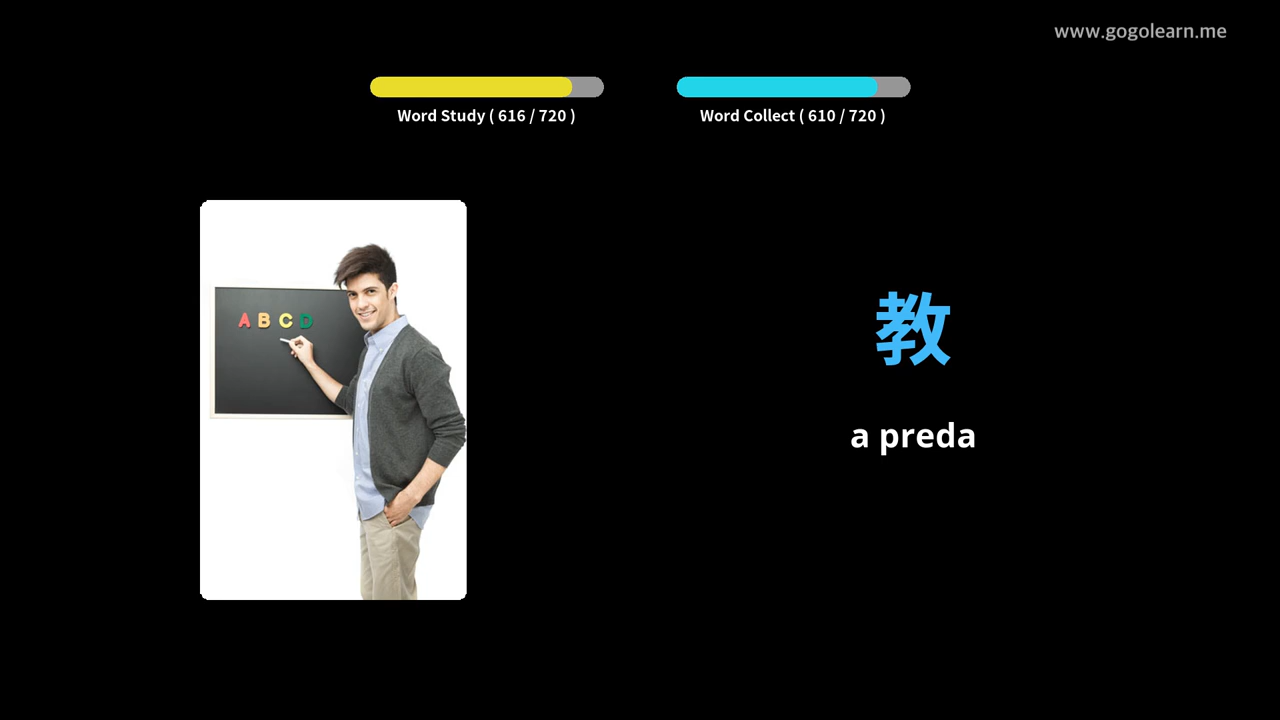 www.gogolearn.me
Word Study ( 616 / 720 )
Word Collect ( 610 / 720 )
A B C D
教
a preda